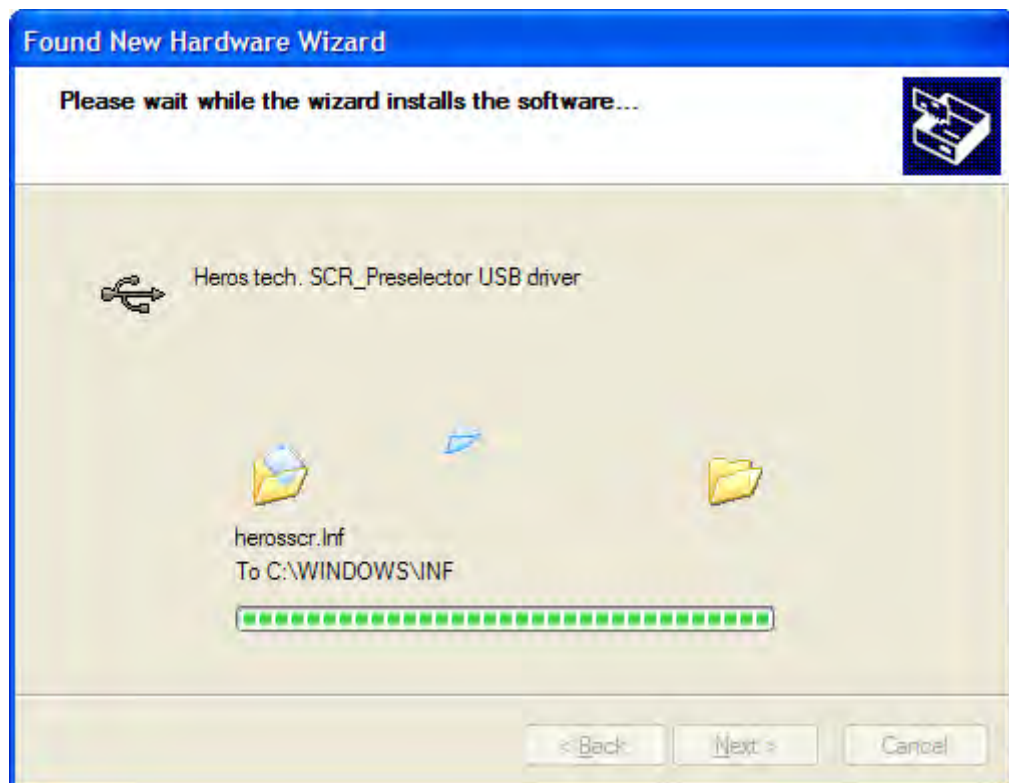 Found New Hardware Wizard
Please wait while the wizard installs the software...
Heros tech. SCR_Preselector USB driver
herosscr.Inf
To C:\WINDOWS\INF
< Back
Next >
Cancel